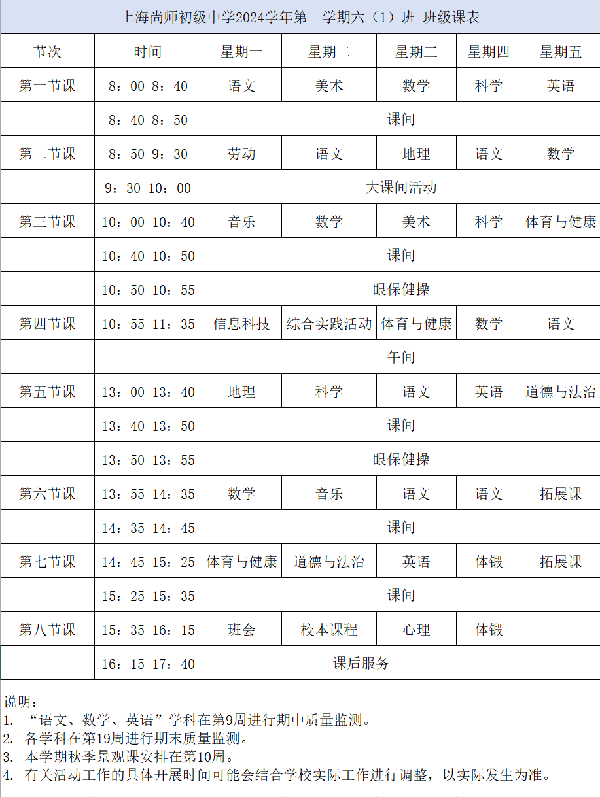 上海尚师初级中学2024学年第 学期六（1）班 班级课表
节次 时间 星期一 星期二 星期三 星期四 星期五
第一节课 8：00 8：40 语文 美术 数学 科学 英语
8：40 8：50 课间
第二节课 8：50 9：30 劳动 语文 地理 语文 数学
9：30 10：00 大课间活动
第三节课 10：00 10：40 音乐 数学 美术 科学 体育与健康
10：40 10：50 课间
10：50 10：55 眼保健操
第四节课 10：55 11：35 信息科技 综合实践活动 体育与健康 数学 语文
午间
第五节课 13：00 13：40 地理 科学 语文 英语 道德与法治
13：40 13：50 课间
13：50 13：55 眼保健操
第六节课 13：55 14：35 数学 音乐 语文 语文 拓展课
14：35 14：45 课间
第七节课 14：45 15：25 体育与健康 道德与法治 英语 体锻 拓展课
15：25 15：35 课间
第八节课 15：35 16：15 班会 校本课程 心理 体锻
16：15 17：40 课后服务
说明：
1. “语文、数学、英语”学科在第9周进行期中质量监测。
2. 各学科在第19周进行期末质量监测。
3. 本学期秋季景观课安排在第10周。
4. 有关活动工作的具体开展时间可能会结合学校实际工作进行调整，以实际发生为准。